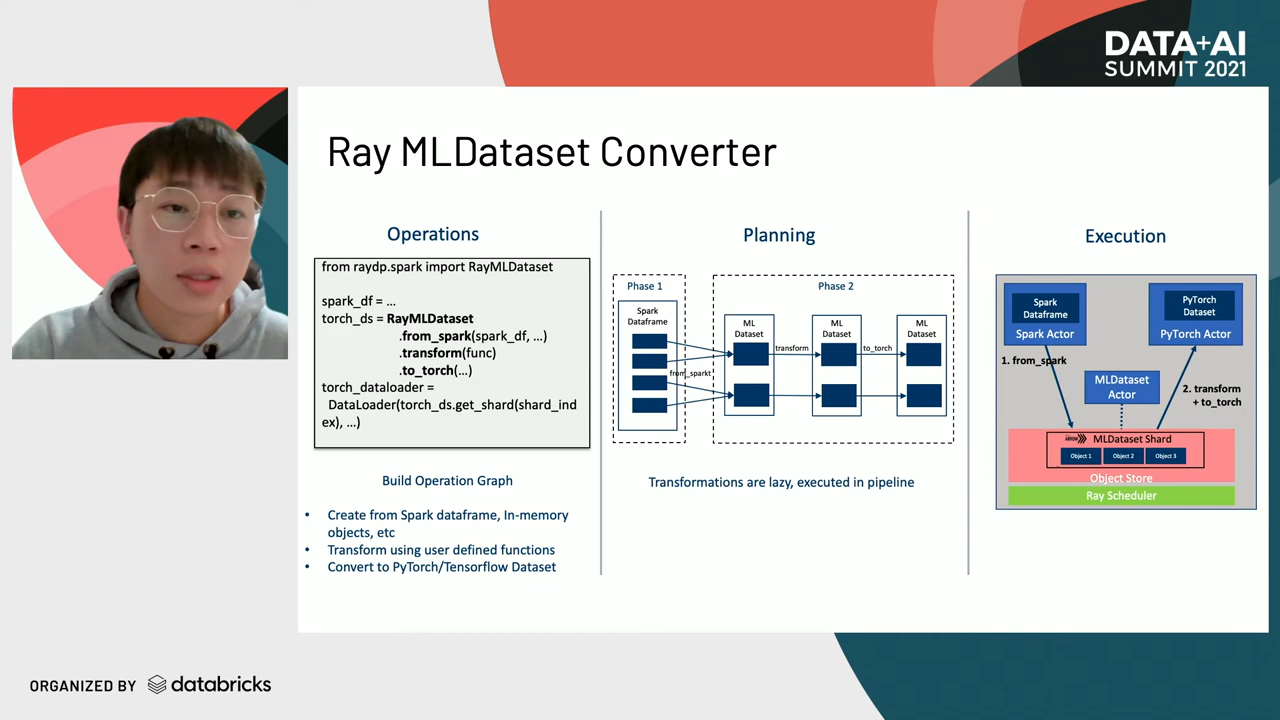 DATA+AI
SUMMIT 2021
Ray MLDataset Converter
Operations
from raydp.spark import RayMLDataset
spark_df = ...
torch_ds = RayMLDataset
.from_spark(spark_df, ...)
.transform(func)
.to_torch(...)
torch_dataloader =
DataLoader(torch_ds.get_shard(shard_ind
ex), ...)
Build Operation Graph
• Create from Spark dataframe, In-memory
objects, etc
• Transform using user defined functions
• Convert to PyTorch/Tensorflow Dataset
Planning
Phase 1
Spark
Dataframe
from_sparkt
Phase 2
ML
Dataset
transform
ML
Dataset
to_torch
ML
Dataset
Transformations are lazy, executed in pipeline
Execution
Spark
Dataframe
Spark Actor
PyTorch
Dataset
PyTorch Actor
1. from_spark
MLDataset
Actor
2. transform
+ to_torch
ARROW
MLDataset Shard
Object 1
Object 2
Object 3
Object Store
Ray Scheduler
ORGANIZED BY databricks